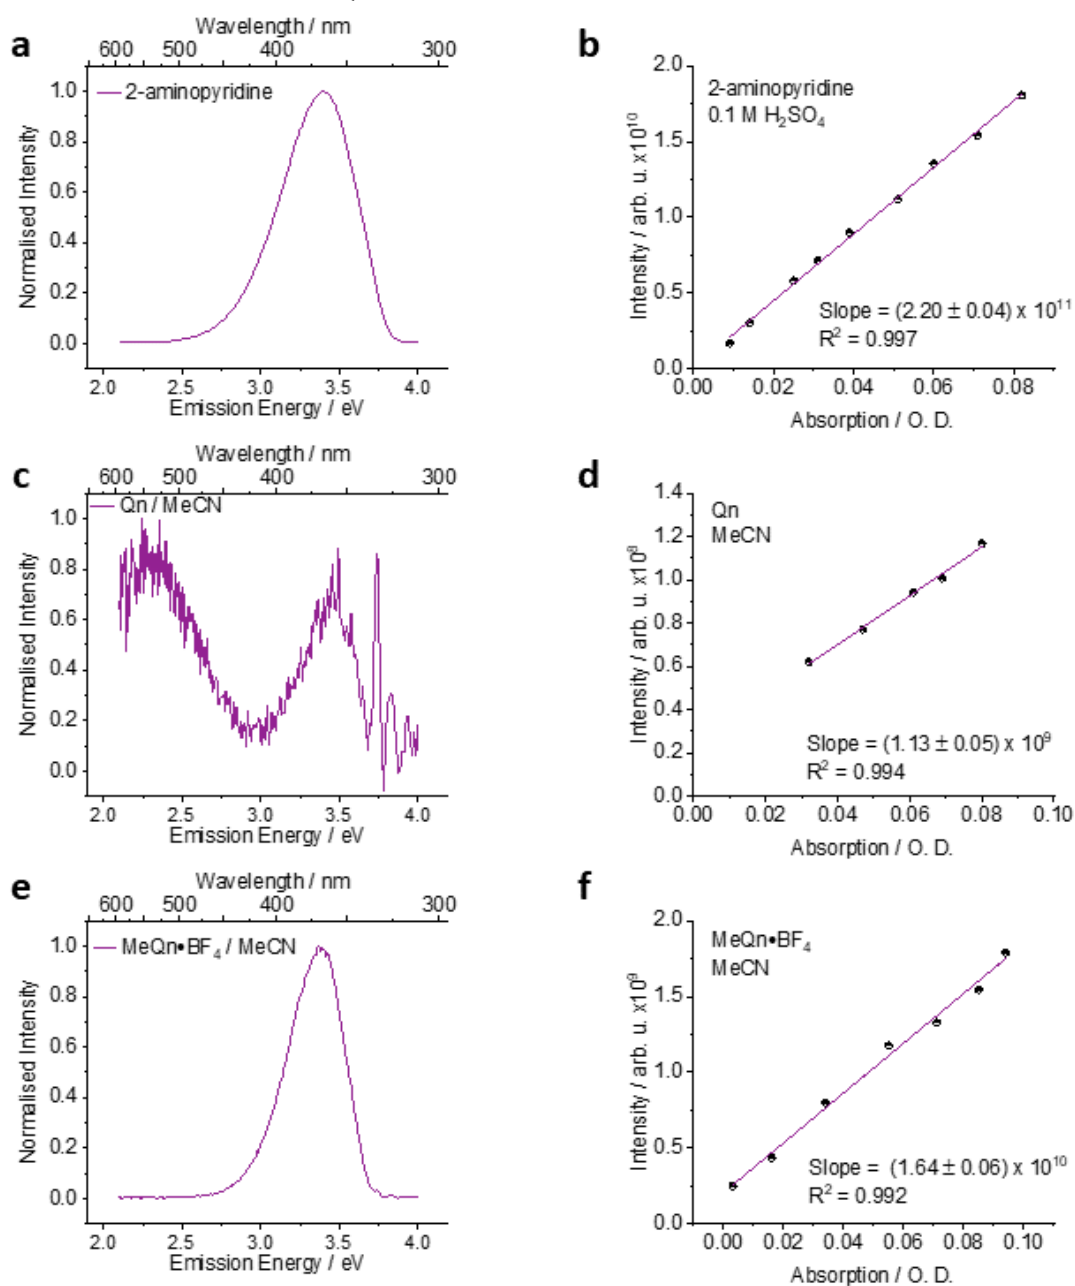 a
Wavelength / nm
600 500 400 300
1.0
0.8
0.6
0.4
0.2
0.0
Normalised Intensity
2-aminopyridine
2.0 2.5 3.0 3.5 4.0
Emission Energy / eV
b
2.0
1.5
1.0
0.5
0.0
Intensity / arb. u. x10¹⁰
2-aminopyridine
0.1 M H₂SO₄
Slope = (2.20 ± 0.04) x 10¹¹
R² = 0.997
0.00 0.02 0.04 0.06 0.08
Absorption / O. D.
c
Wavelength / nm
600 500 400 300
1.0
0.8
0.6
0.4
0.2
0.0
Normalised Intensity
Qn / MeCN
2.0 2.5 3.0 3.5 4.0
Emission Energy / eV
d
1.4
1.2
1.0
0.8
0.6
0.4
0.2
0.0
Intensity / arb. u. x10⁸
Qn
MeCN
Slope = (1.13 ± 0.05) x 10⁹
R² = 0.994
0.00 0.02 0.04 0.06 0.08 0.10
Absorption / O. D.
e
Wavelength / nm
600 500 400 300
1.0
0.8
0.6
0.4
0.2
0.0
Normalised Intensity
MeQn•BF₄ / MeCN
2.0 2.5 3.0 3.5 4.0
Emission Energy / eV
f
2.0
1.5
1.0
0.5
0.0
Intensity / arb. u. x10⁹
MeQn•BF₄
MeCN
Slope = (1.64 ± 0.06) x 10¹⁰
R² = 0.992
0.00 0.02 0.04 0.06 0.08 0.10
Absorption / O. D.